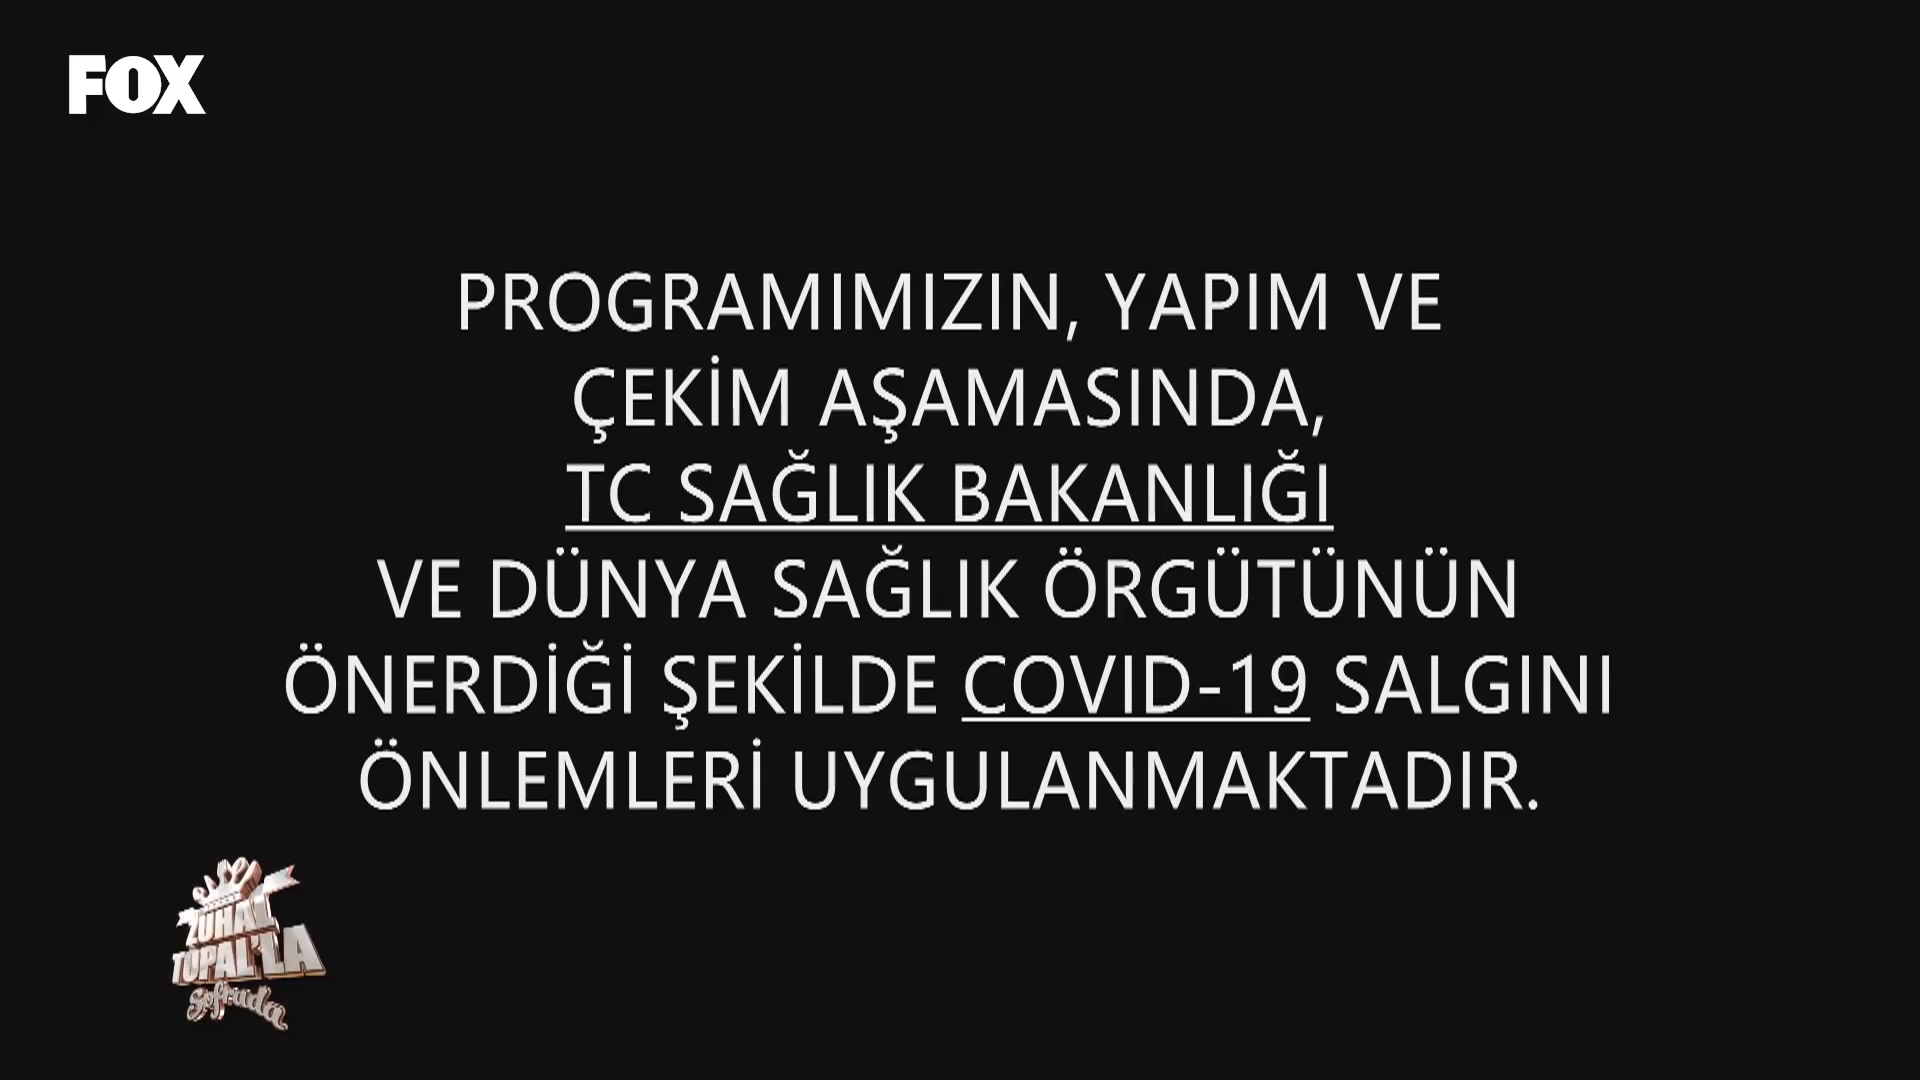 FOX
PROGRAMIMIZIN, YAPIM VE
ÇEKİM AŞAMASINDA,
TC SAĞLIK BAKANLIĞI
VE DÜNYA SAĞLIK ÖRGÜTÜNÜN
ÖNERDİĞİ ŞEKİLDE COVID-19 SALGINI
ÖNLEMLERİ UYGULANMAKTADIR.
ZUHAL
TOPAL'LA
Sofrada